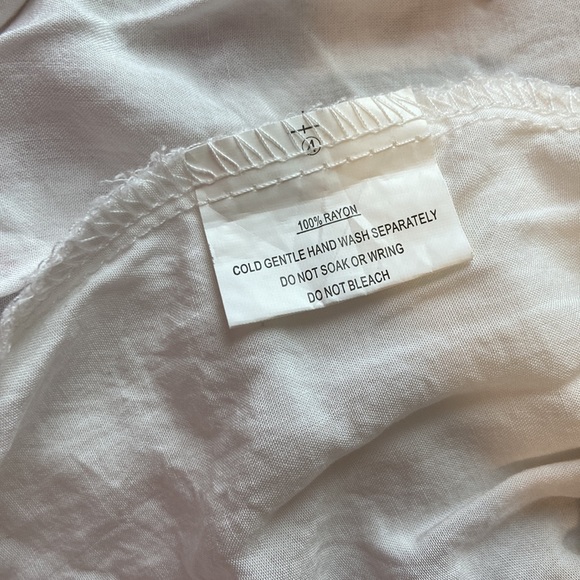 100% RAYON
COLD GENTLE HAND WASH SEPARATELY
DO NOT SOAK OR WRING
DO NOT BLEACH